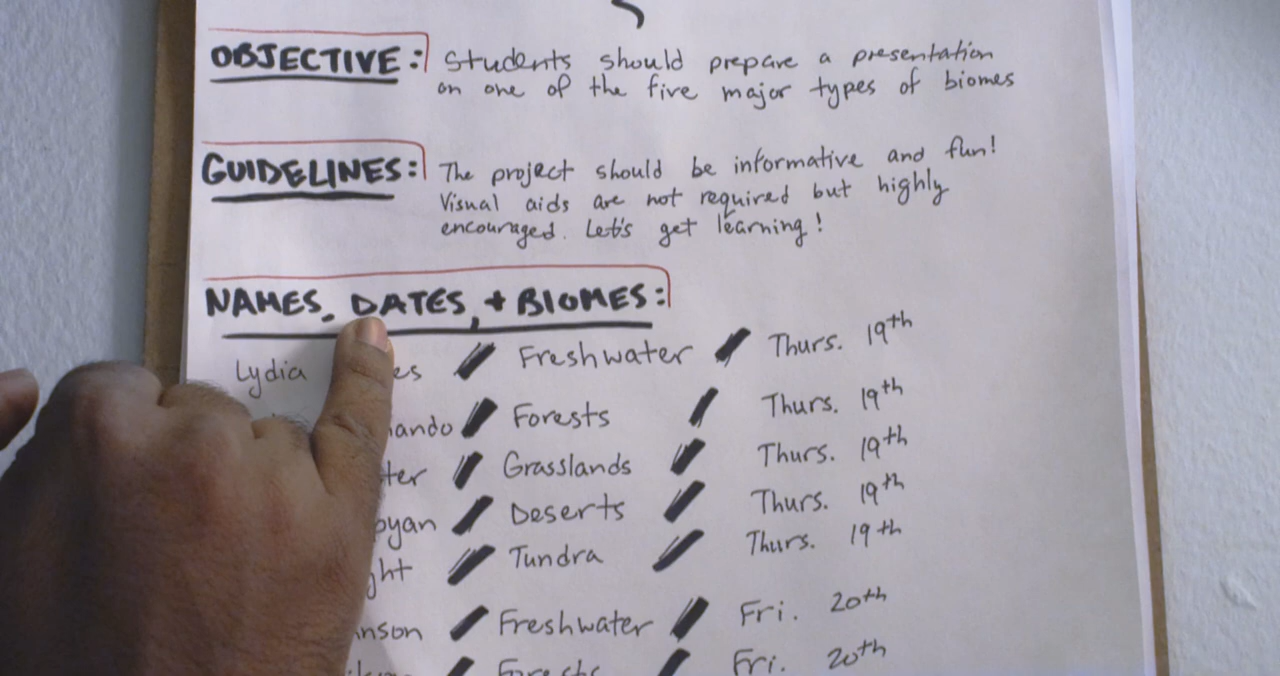 OBJECTIVE: Students should prepare a presentation
on one of the five major types of biomes
GUIDELINES: The project should be informative and fun!
Visual aids are not required but highly
encouraged. Let's get learning!
NAMES, DATES, + BIOMES:
Lydia Freshwater Thurs. 19th
Forests Thurs. 19th
Grasslands Thurs. 19th
Deserts Thurs. 19th
Tundra Thurs. 19th
Freshwater Fri. 20th
Forests Fri. 20th